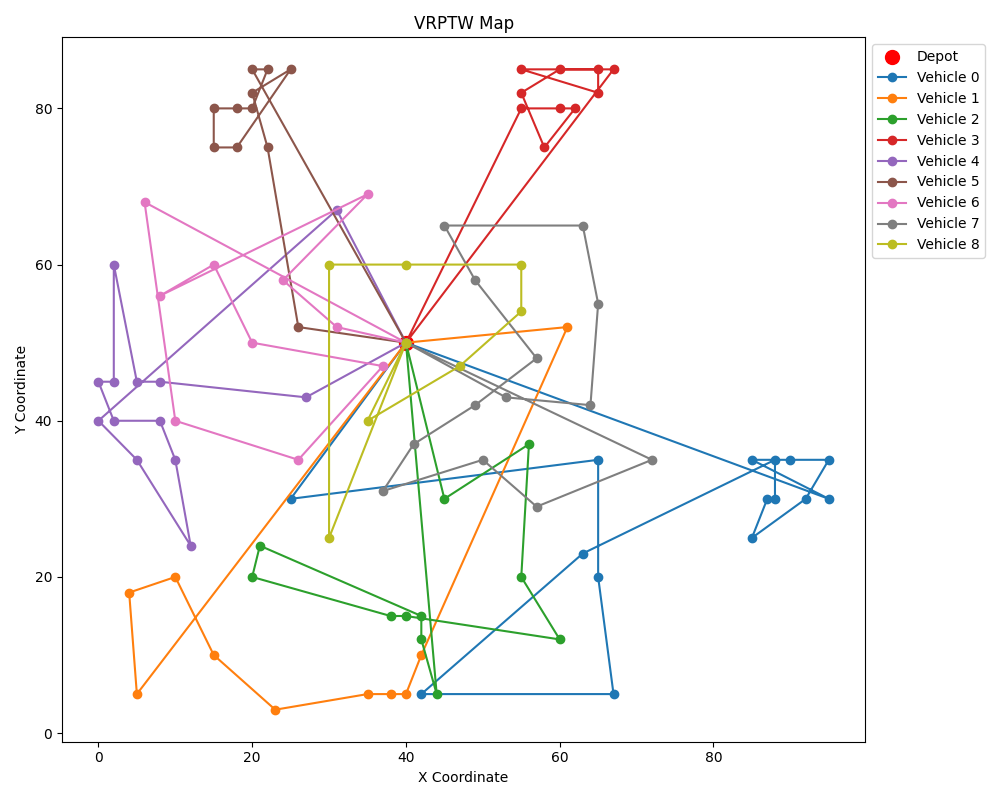 VRPTW Map
Depot
Vehicle 0
Vehicle 1
Vehicle 2
Vehicle 3
Vehicle 4
Vehicle 5
Vehicle 6
Vehicle 7
Vehicle 8
Y Coordinate
80
60
40
20
0
0 20 40 60 80
X Coordinate